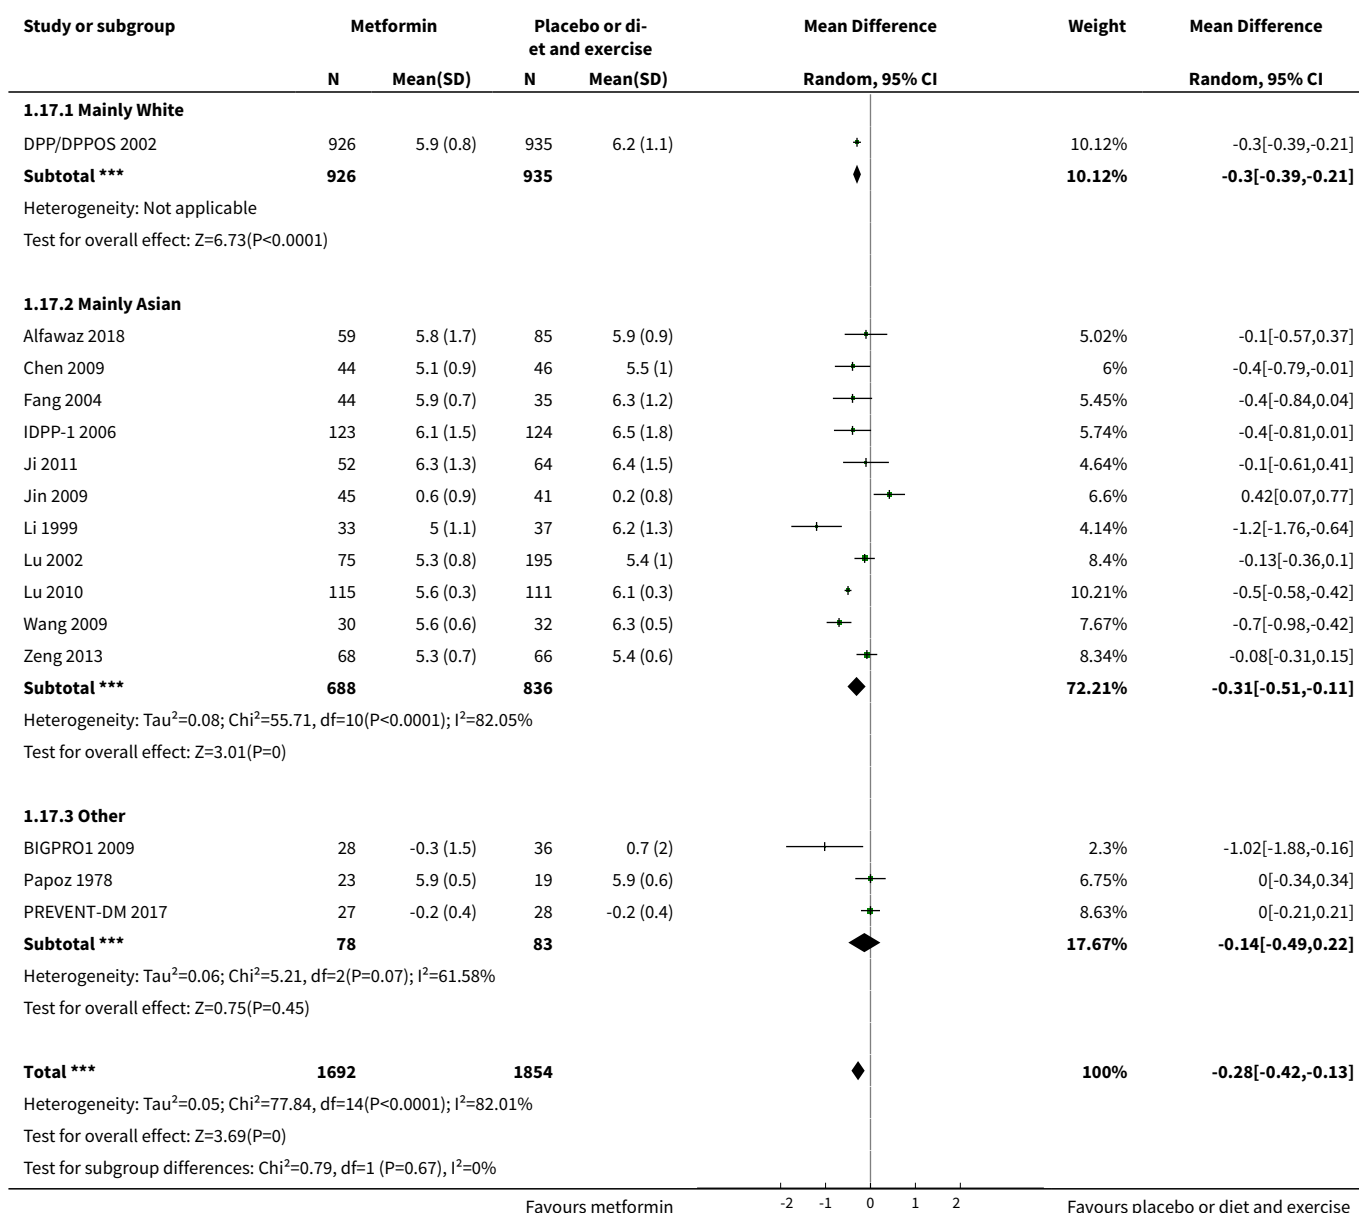 Study or subgroup Metformin Placebo or di- Mean Difference Weight Mean Difference
et and exercise
N Mean(SD) N Mean(SD) Random, 95% CI Random, 95% CI
1.17.1 Mainly White
DPP/DPPOS 2002 926 5.9 (0.8) 935 6.2 (1.1) 10.12% -0.3[-0.39,-0.21]
Subtotal *** 926 935 10.12% -0.3[-0.39,-0.21]
Heterogeneity: Not applicable
Test for overall effect: Z=6.73(P<0.0001)
1.17.2 Mainly Asian
Alfawaz 2018 59 5.8 (1.7) 85 5.9 (0.9) 5.02% -0.1[-0.57,0.37]
Chen 2009 44 5.1 (0.9) 46 5.5 (1) 6% -0.4[-0.79,-0.01]
Fang 2004 44 5.9 (0.7) 35 6.3 (1.2) 5.45% -0.4[-0.84,0.04]
IDPP-1 2006 123 6.1 (1.5) 124 6.5 (1.8) 5.74% -0.4[-0.81,0.01]
Ji 2011 52 6.3 (1.3) 64 6.4 (1.5) 4.64% -0.1[-0.61,0.41]
Jin 2009 45 0.6 (0.9) 41 0.2 (0.8) 6.6% 0.42[0.07,0.77]
Li 1999 33 5 (1.1) 37 6.2 (1.3) 4.14% -1.2[-1.76,-0.64]
Lu 2002 75 5.3 (0.8) 195 5.4 (1) 8.4% -0.13[-0.36,0.1]
Lu 2010 115 5.6 (0.3) 111 6.1 (0.3) 10.21% -0.5[-0.58,-0.42]
Wang 2009 30 5.6 (0.6) 32 6.3 (0.5) 7.67% -0.7[-0.98,-0.42]
Zeng 2013 68 5.3 (0.7) 66 5.4 (0.6) 8.34% -0.08[-0.31,0.15]
Subtotal *** 688 836 72.21% -0.31[-0.51,-0.11]
Heterogeneity: Tau²=0.08; Chi²=55.71, df=10(P<0.0001); I²=82.05%
Test for overall effect: Z=3.01(P=0)
1.17.3 Other
BIGPRO1 2009 28 -0.3 (1.5) 36 0.7 (2) 2.3% -1.02[-1.88,-0.16]
Papoz 1978 23 5.9 (0.5) 19 5.9 (0.6) 6.75% 0[-0.34,0.34]
PREVENT-DM 2017 27 -0.2 (0.4) 28 -0.2 (0.4) 8.63% 0[-0.21,0.21]
Subtotal *** 78 83 17.67% -0.14[-0.49,0.22]
Heterogeneity: Tau²=0.06; Chi²=5.21, df=2(P=0.07); I²=61.58%
Test for overall effect: Z=0.75(P=0.45)
Total *** 1692 1854 100% -0.28[-0.42,-0.13]
Heterogeneity: Tau²=0.05; Chi²=77.84, df=14(P<0.0001); I²=82.01%
Test for overall effect: Z=3.69(P=0)
Test for subgroup differences: Chi²=0.79, df=1 (P=0.67), I²=0%
Favours metformin -2 -1 0 1 2 Favours placebo or diet and exercise